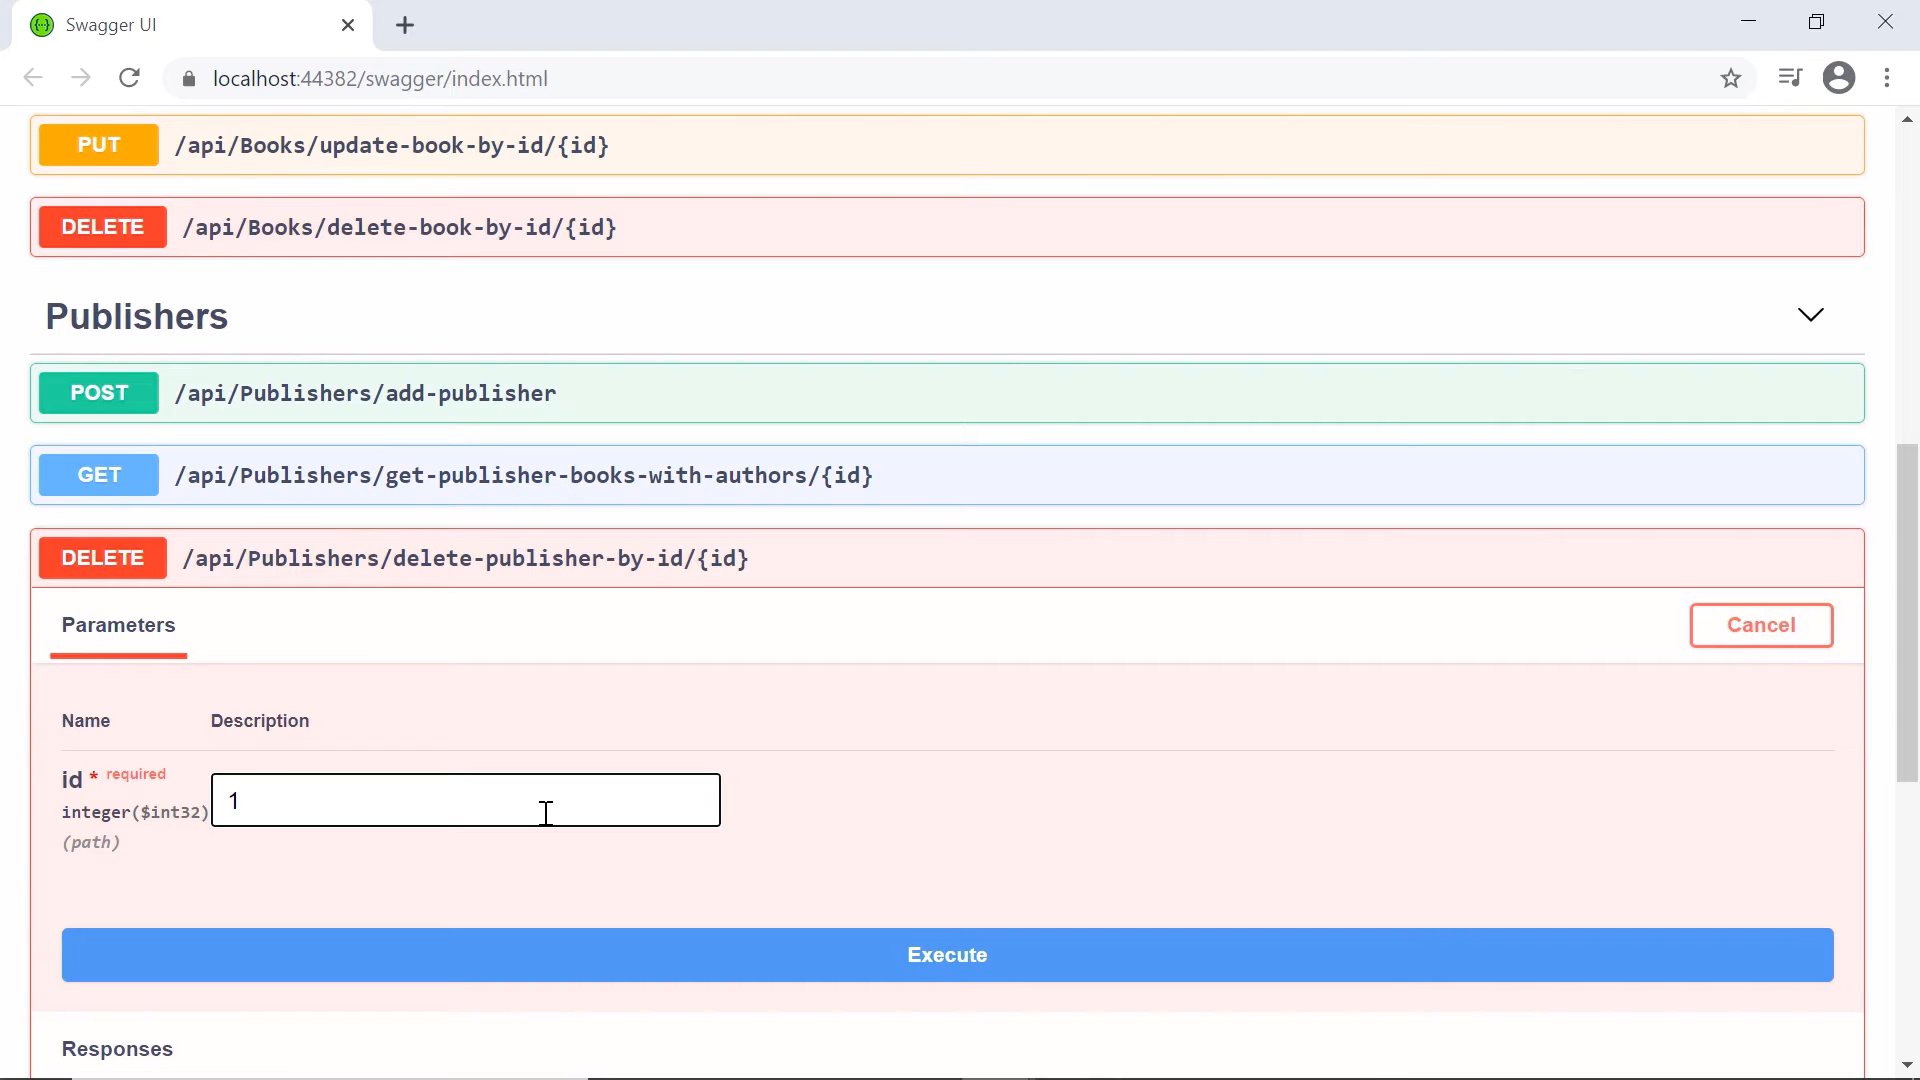 Swagger UI
localhost:44382/swagger/index.html
PUT /api/Books/update-book-by-id/{id}
DELETE /api/Books/delete-book-by-id/{id}
Publishers
POST /api/Publishers/add-publisher
GET /api/Publishers/get-publisher-books-with-authors/{id}
DELETE /api/Publishers/delete-publisher-by-id/{id}
Parameters Cancel
Name Description
id * required
integer($int32) 1
(path)
Execute
Responses